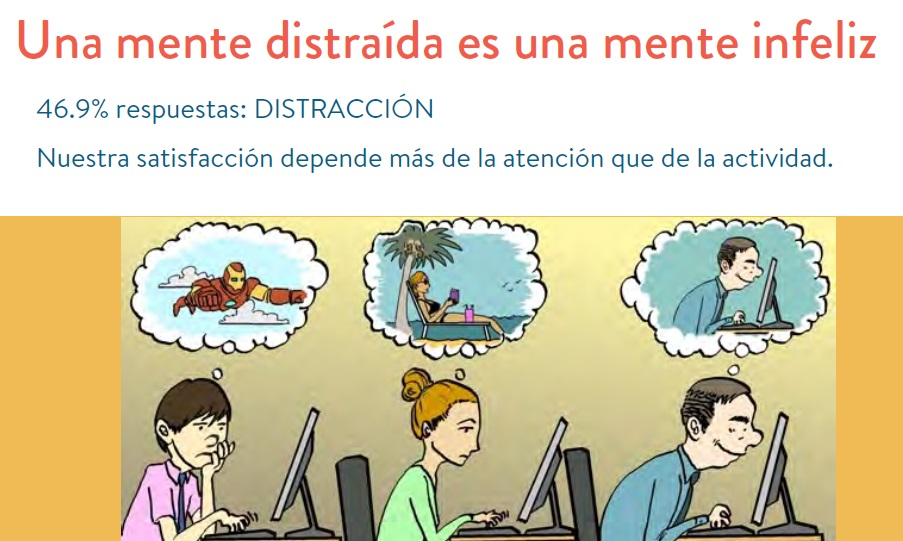 Una mente distraída es una mente infeliz
46.9% respuestas: DISTRACCIÓN
Nuestra satisfacción depende más de la atención que de la actividad.